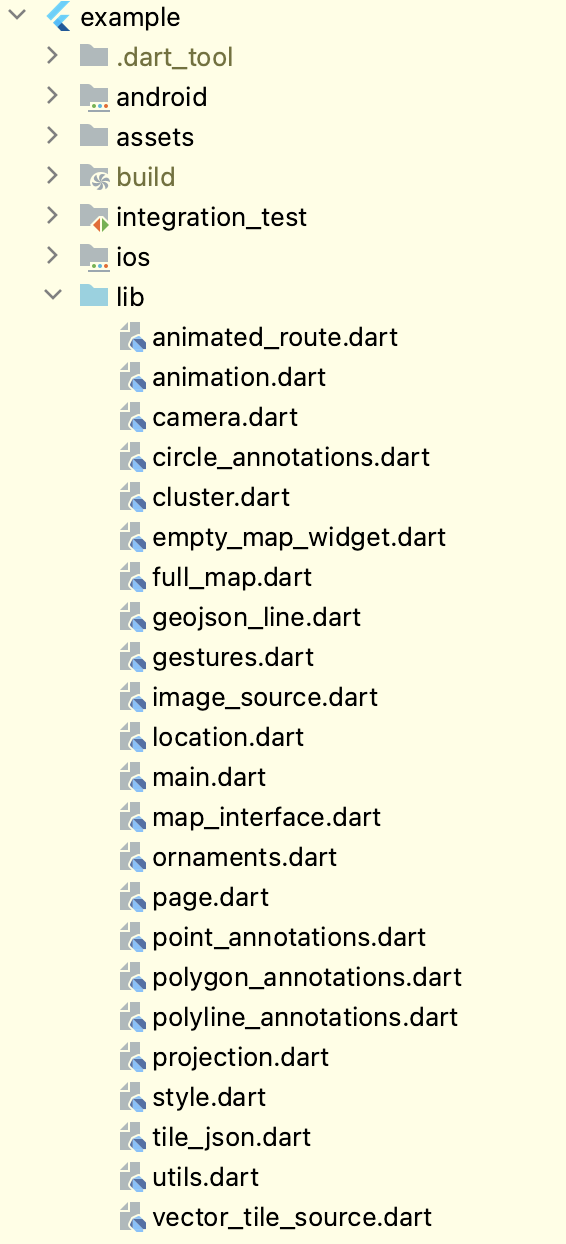 example
.dart_tool
android
assets
build
integration_test
ios
lib
animated_route.dart
animation.dart
camera.dart
circle_annotations.dart
cluster.dart
empty_map_widget.dart
full_map.dart
geojson_line.dart
gestures.dart
image_source.dart
location.dart
main.dart
map_interface.dart
ornaments.dart
page.dart
point_annotations.dart
polygon_annotations.dart
polyline_annotations.dart
projection.dart
style.dart
tile_json.dart
utils.dart
vector_tile_source.dart